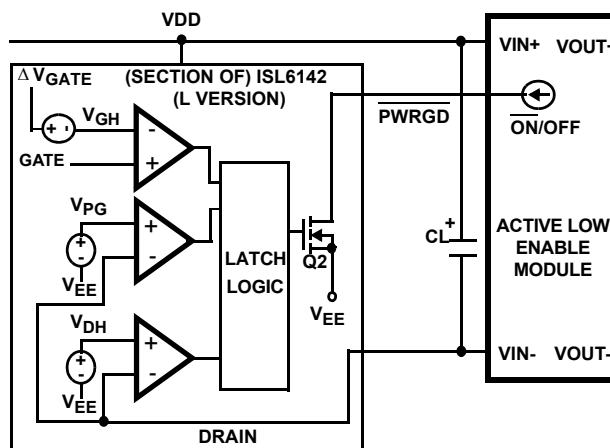 VDD
(SECTION OF) ISL6142
(L VERSION)
ΔVGATE
VGH
GATE
VPG
VEE
VDH
VEE
-
+
+
-
+
-
+ -
+
-
+
-
LATCH
LOGIC
Q2
VEE
DRAIN
PWRGD
CL
+
VIN+ VOUT+
ON/OFF
ACTIVE LOW
ENABLE
MODULE
VIN- VOUT-